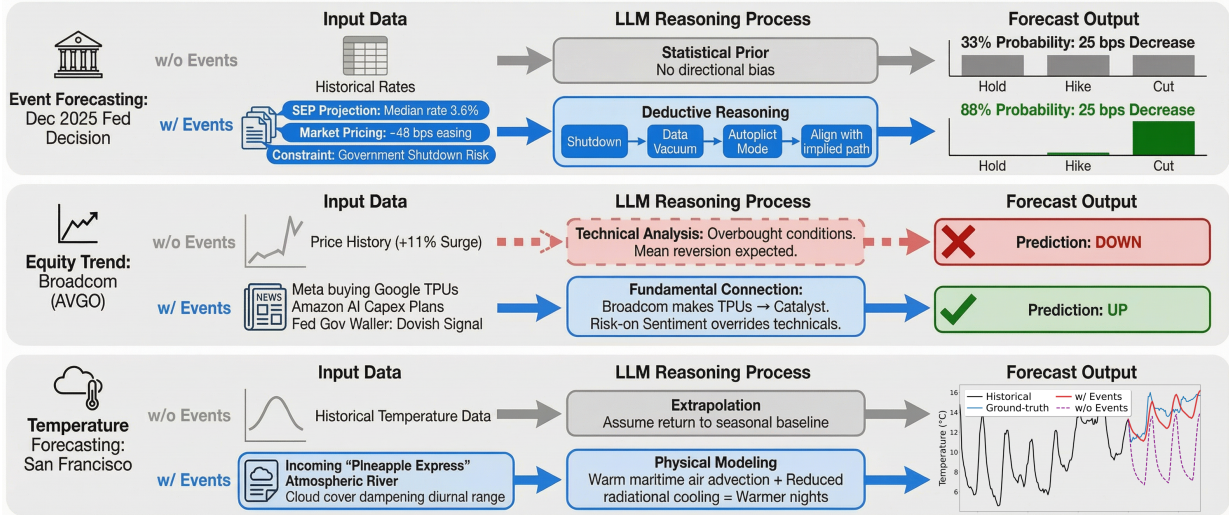 Input Data
LLM Reasoning Process
Forecast Output
Event Forecasting:
Dec 2025 Fed
Decision
w/o Events
Historical Rates
Statistical Prior
No directional bias
33% Probability: 25 bps Decrease
Hold Hike Cut
w/ Events
SEP Projection: Median rate 3.6%
Market Pricing: ~48 bps easing
Constraint: Government Shutdown Risk
Deductive Reasoning
Shutdown
Data
Vacuum
Autoplict
Mode
Align with
implied path
88% Probability: 25 bps Decrease
Hold Hike Cut
Input Data
LLM Reasoning Process
Forecast Output
Equity Trend:
Broadcom
(AVGO)
w/o Events
Price History (+11% Surge)
Technical Analysis: Overbought conditions.
Mean reversion expected.
Prediction: DOWN
w/ Events
NEWS
Meta buying Google TPUs
Amazon AI Capex Plans
Fed Gov Waller: Dovish Signal
Fundamental Connection:
Broadcom makes TPUs → Catalyst.
Risk-on Sentiment overrides technicals.
Prediction: UP
Input Data
LLM Reasoning Process
Forecast Output
Temperature
Forecasting:
San Francisco
w/o Events
Historical Temperature Data
Extrapolation
Assume return to seasonal baseline
w/ Events
Incoming "PIneapple Express"
Atmospheric River
Cloud cover dampening diurnal range
Physical Modeling
Warm maritime air advection + Reduced
radiational cooling = Warmer nights
Temperature (°C)
16
14
12
10
8
6
Historical
Ground-truth
w/ Events
w/o Events